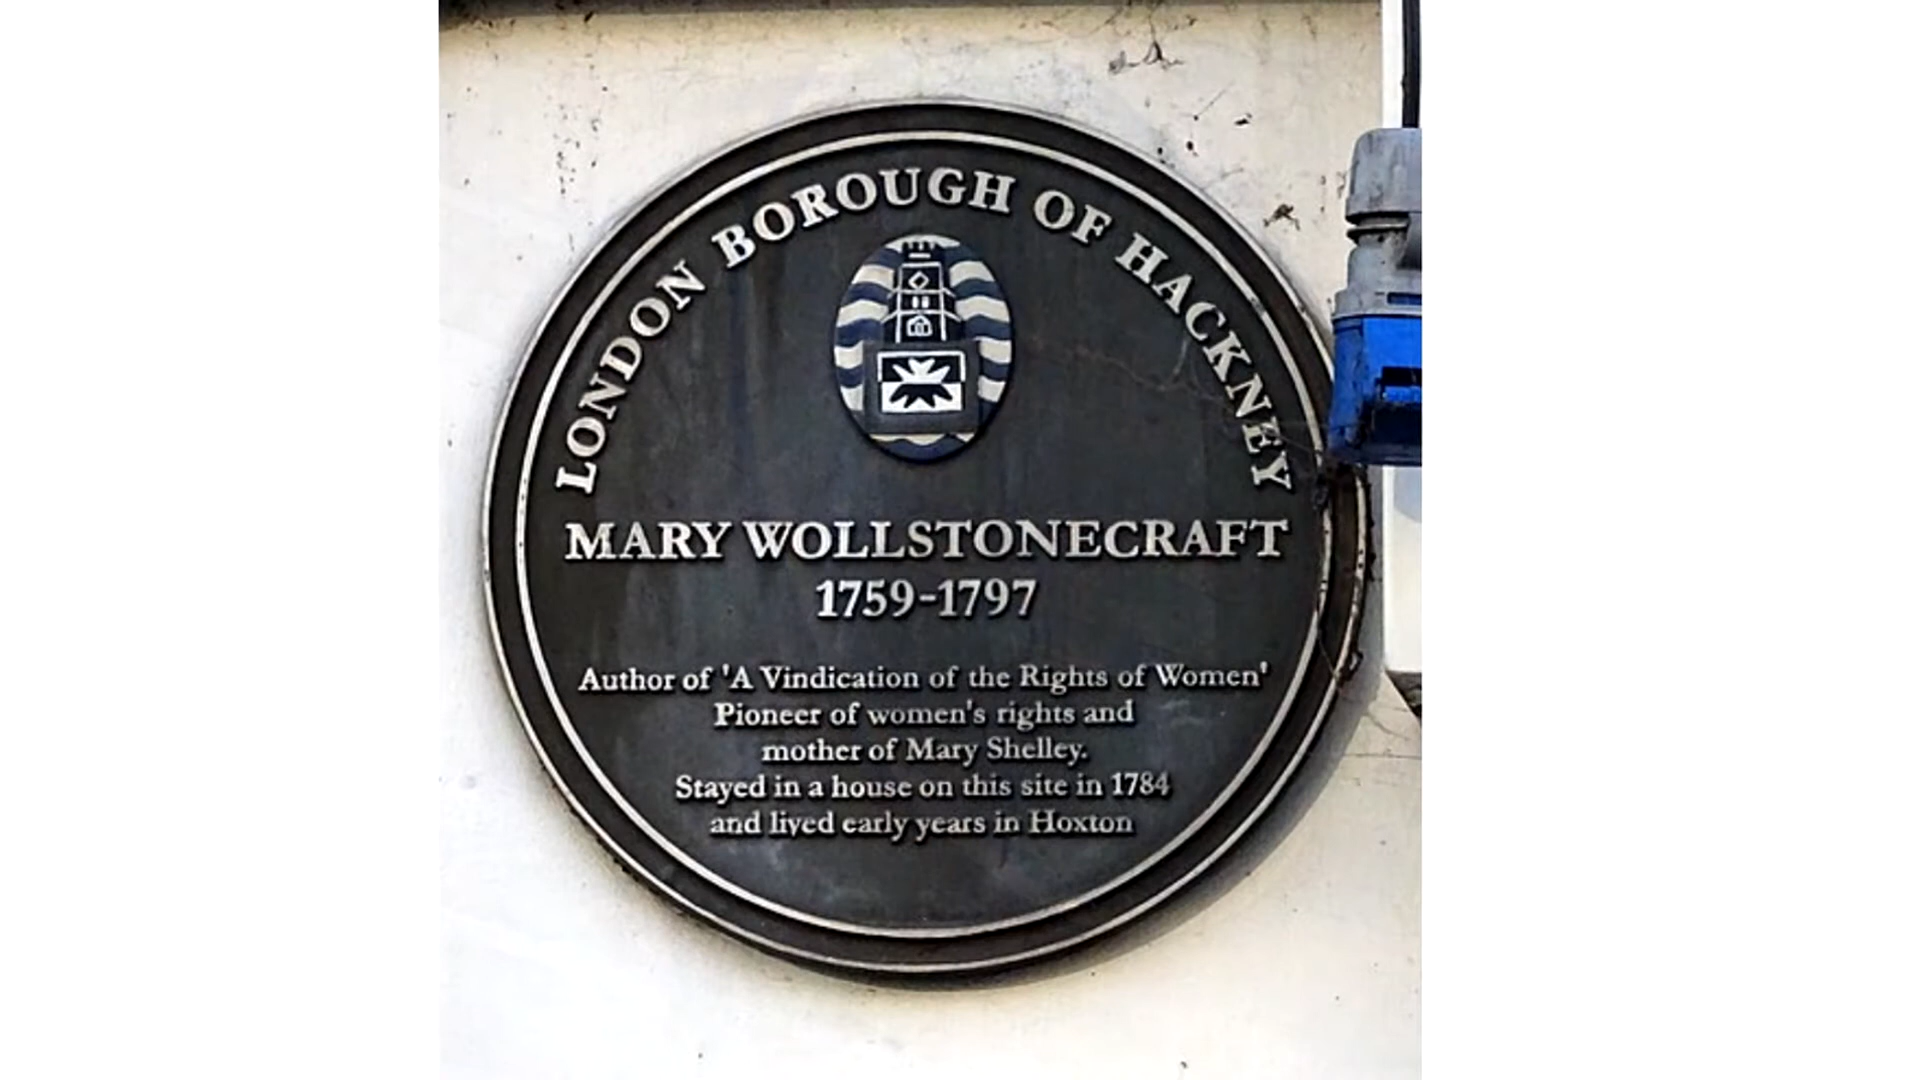 LONDON BOROUGH OF HACKNEY
MARY WOLLSTONECRAFT
1759-1797
Author of 'A Vindication of the Rights of Women'
Pioneer of women's rights and
mother of Mary Shelley.
Stayed in a house on this site in 1784
and lived early years in Hoxton